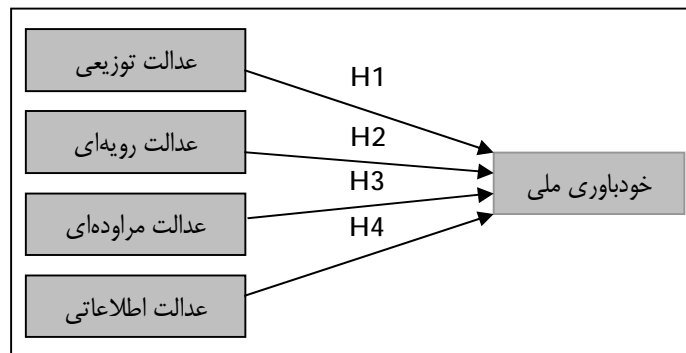 عدالت توزیعی
H1
عدالت رویه‌ای
H2
خودباوری ملی
H3
عدالت مراوده‌ای
H4
عدالت اطلاعاتی